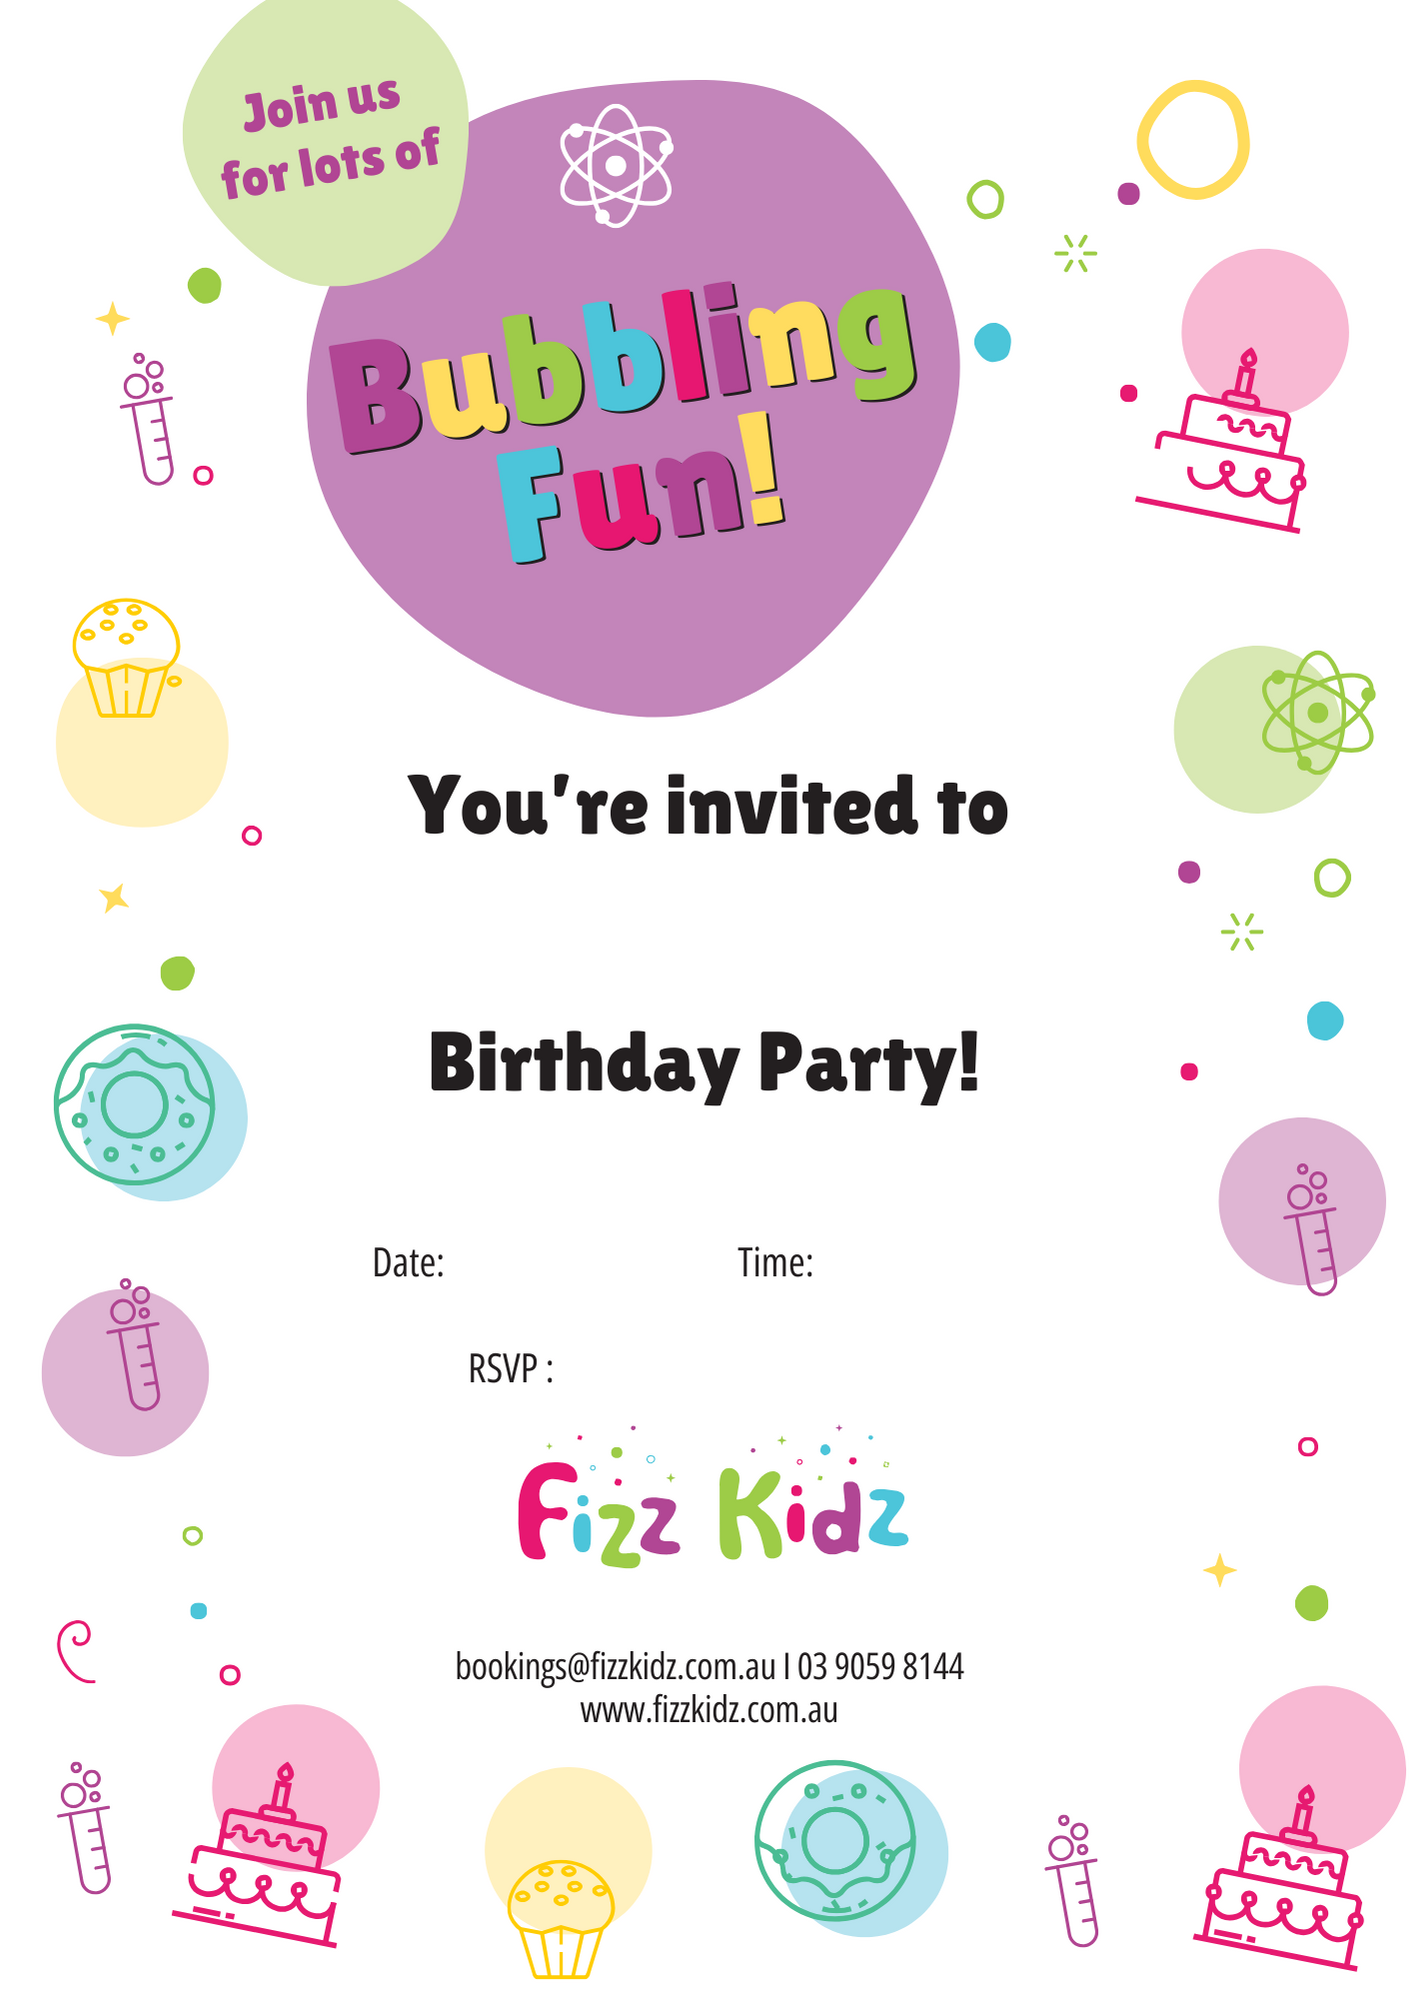 Join us
for lots of
Bubbling
Fun!
You’re invited to
Birthday Party!
Date:
Time:
RSVP :
Fizz Kidz
bookings@fizzkidz.com.au I 03 9059 8144
www.fizzkidz.com.au